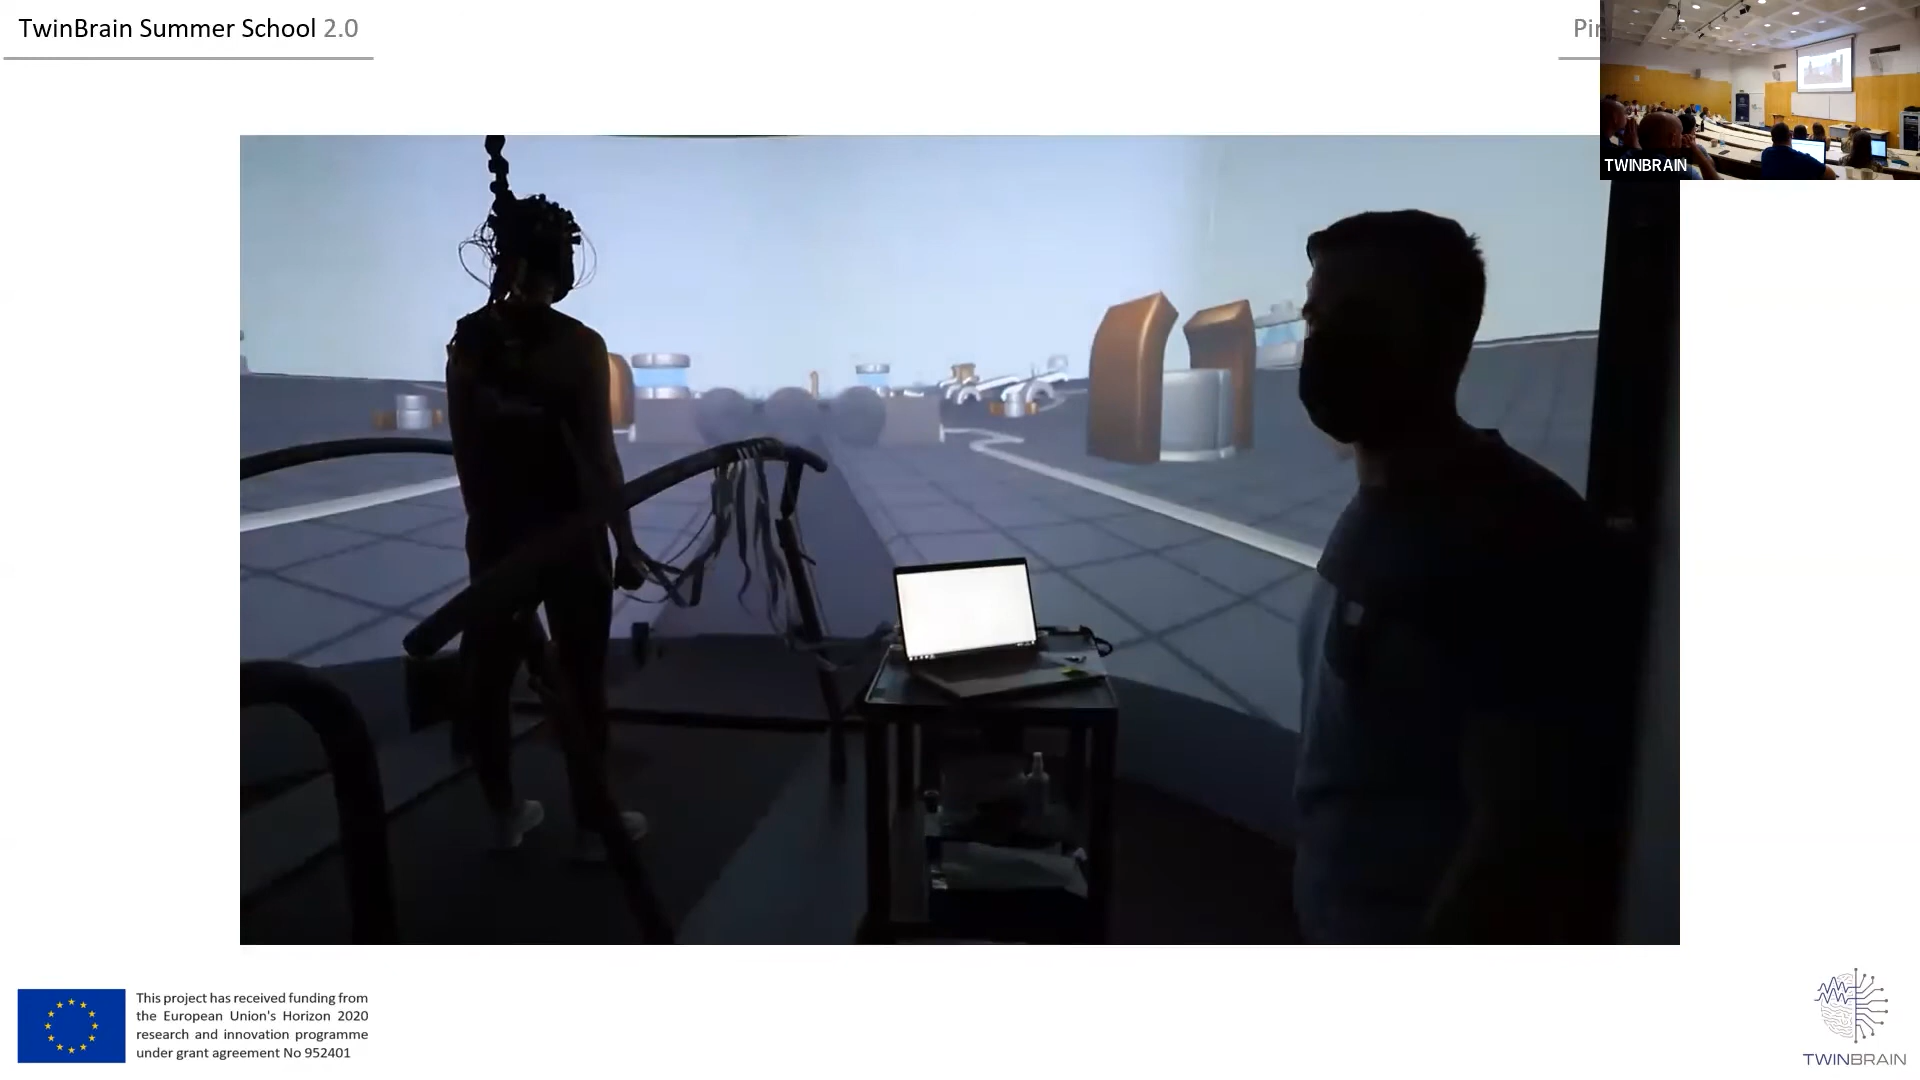 TwinBrain Summer School 2.0
TWINBRAIN
This project has received funding from
the European Union's Horizon 2020
research and innovation programme
under grant agreement No 952401
TWINBRAIN